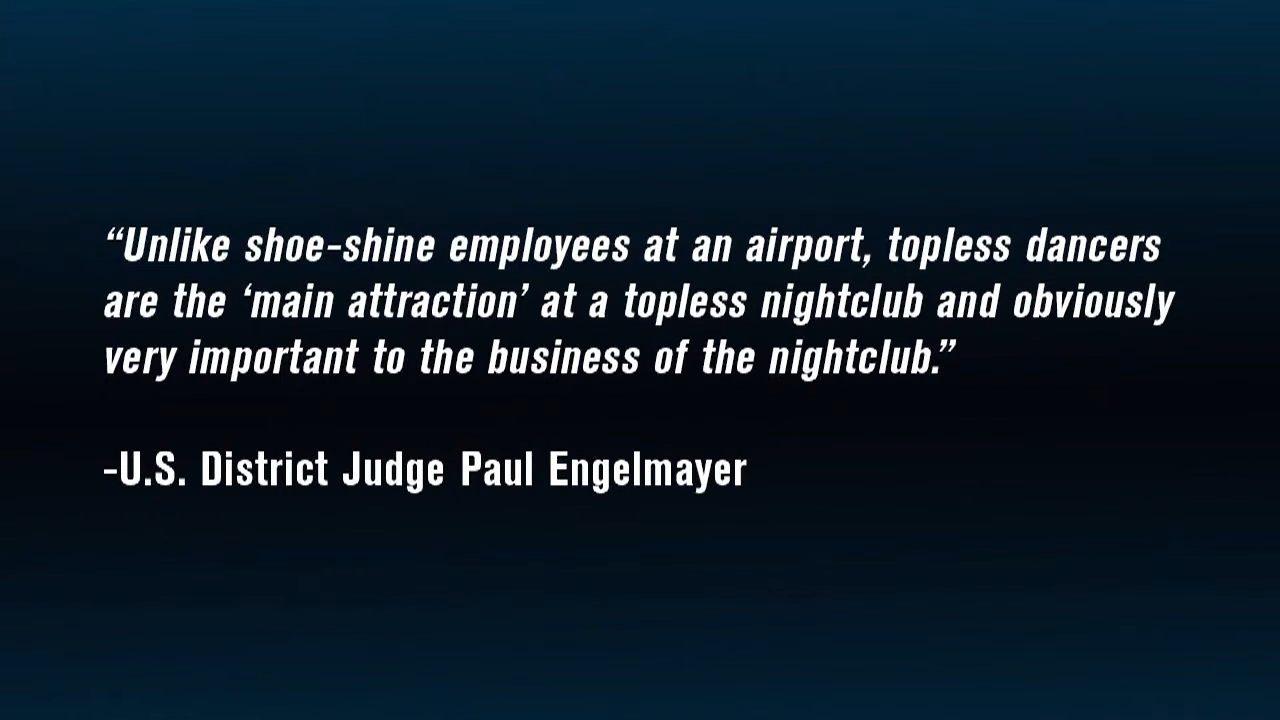 “Unlike shoe-shine employees at an airport, topless dancers
are the ‘main attraction’ at a topless nightclub and obviously
very important to the business of the nightclub.”
-U.S. District Judge Paul Engelmayer